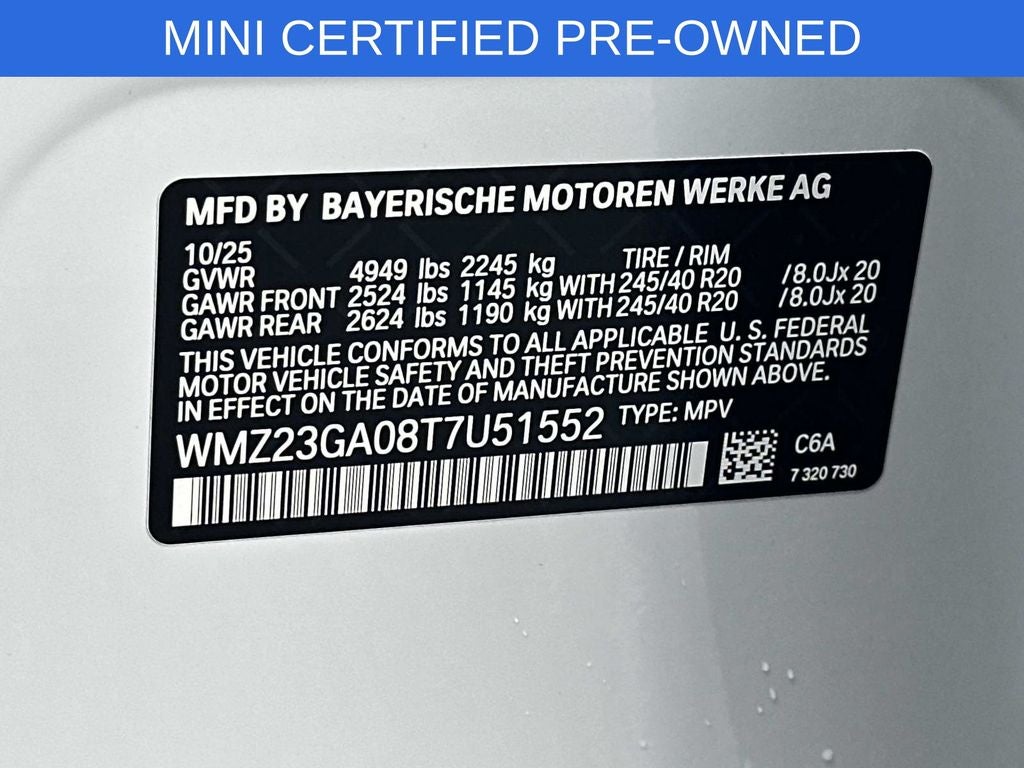 MINI CERTIFIED PRE-OWNED
MFD BY BAYERISCHE MOTOREN WERKE AG
10/25 TIRE / RIM
GVWR 4949 lbs 2245 kg
GAWR FRONT 2524 lbs 1145 kg WITH 245/40 R20 /8.0Jx 20
GAWR REAR 2624 lbs 1190 kg WITH 245/40 R20 /8.0Jx 20
THIS VEHICLE CONFORMS TO ALL APPLICABLE U. S. FEDERAL
MOTOR VEHICLE SAFETY AND THEFT PREVENTION STANDARDS
IN EFFECT ON THE DATE OF MANUFACTURE SHOWN ABOVE.
WMZ23GA08T7U51552 TYPE: MPV
C6A
7 320 730